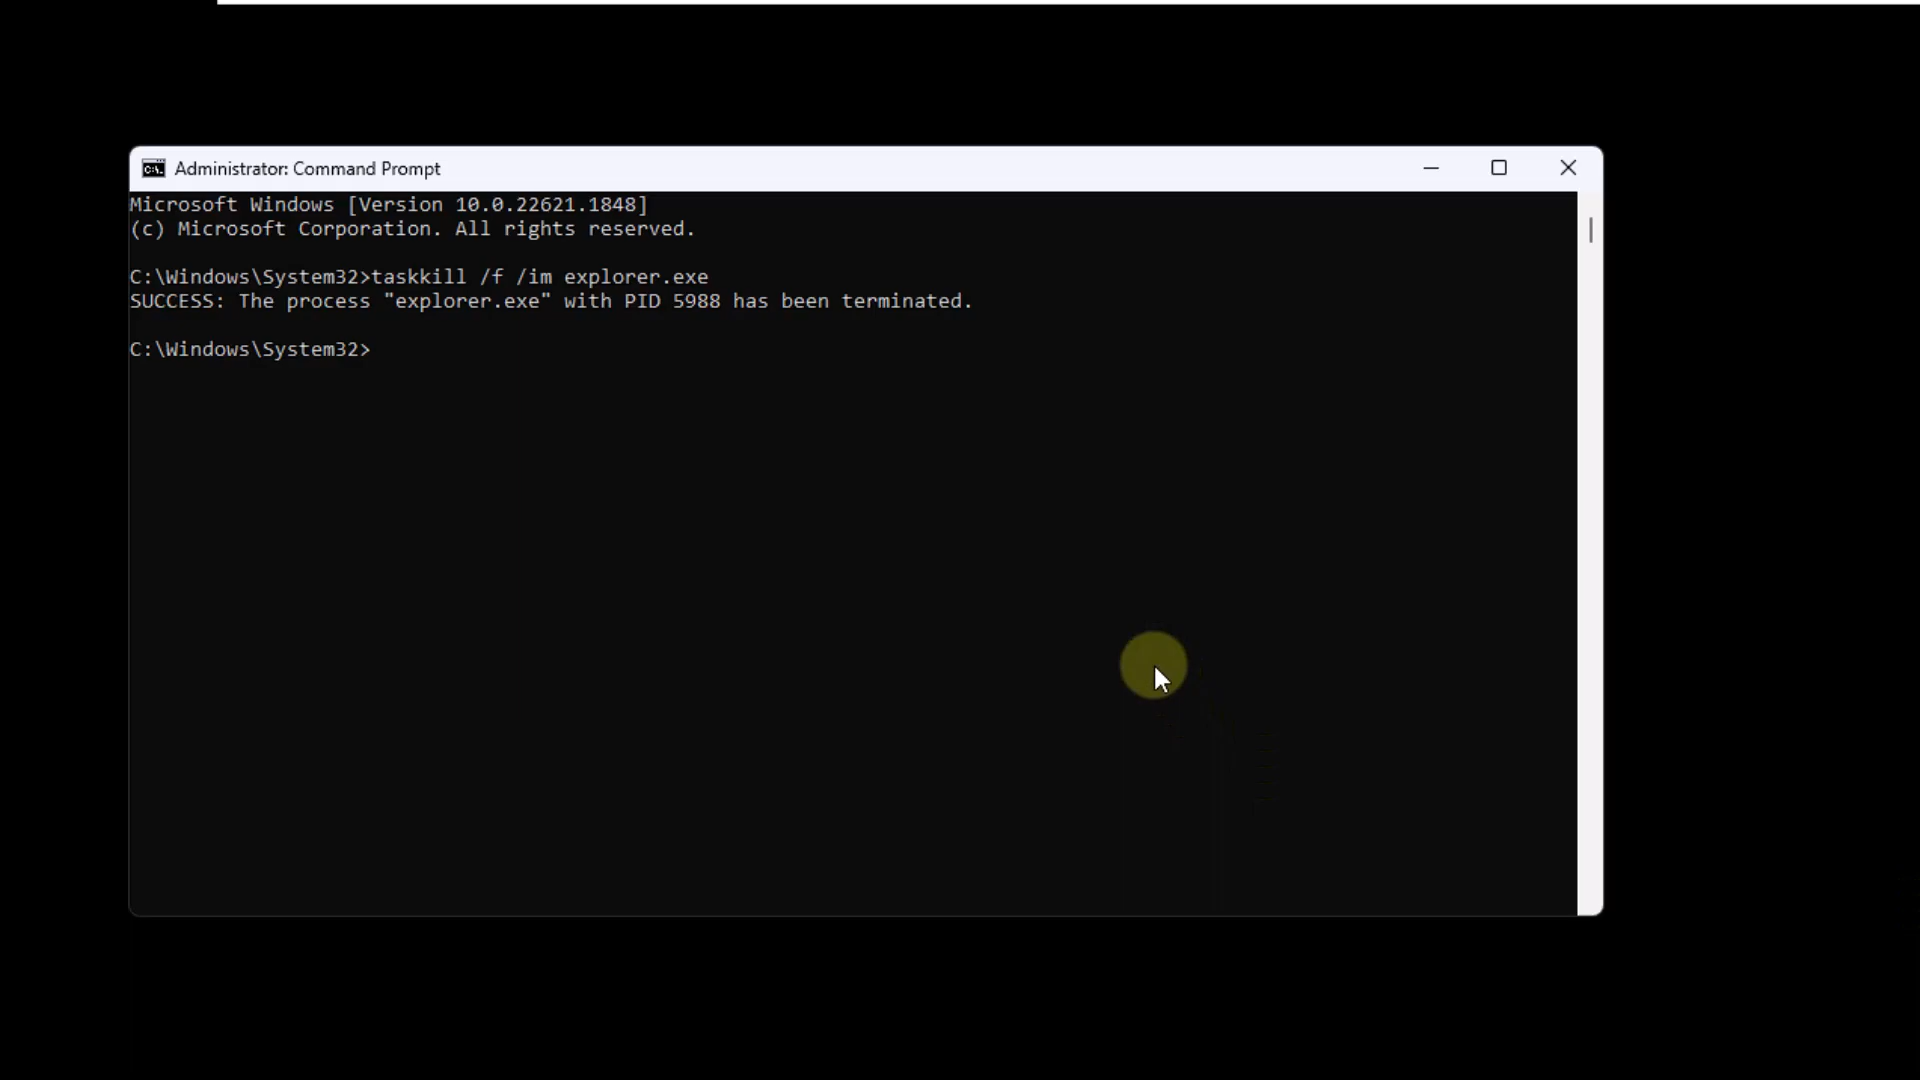 Administrator: Command Prompt
Microsoft Windows [Version 10.0.22621.1848]
(c) Microsoft Corporation. All rights reserved.
C:\Windows\System32>taskkill /f /im explorer.exe
SUCCESS: The process "explorer.exe" with PID 5988 has been terminated.
C:\Windows\System32>